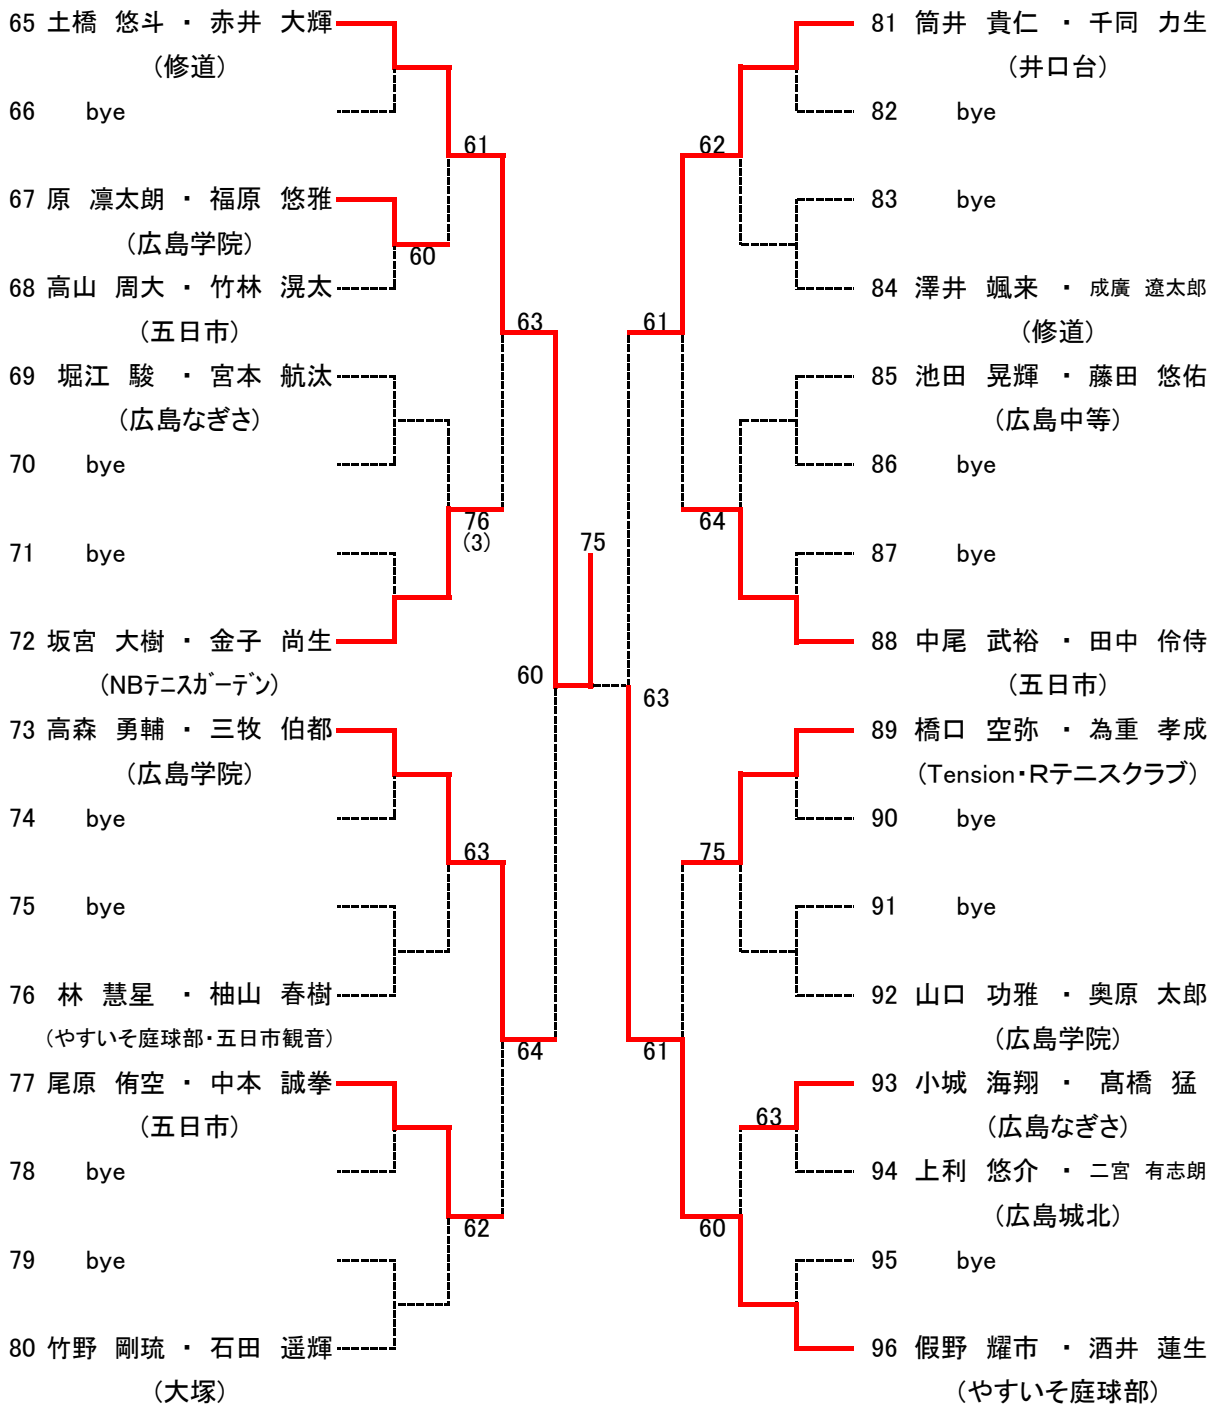 65 土橋 悠斗 ・ 赤井 大輝
(修道)
66 bye
61
67 原 凛太朗 ・ 福原 悠雅
(広島学院)
60
68 高山 周大 ・ 竹林 滉太
(五日市)
63
69 堀江 駿 ・ 宮本 航汰
(広島なぎさ)
70 bye
76
(3)
71 bye
72 坂宮 大樹 ・ 金子 尚生
(NBテニスガーデン)
60
73 高森 勇輔 ・ 三牧 伯都
(広島学院)
74 bye
63
75 bye
76 林 慧星 ・ 柚山 春樹
(やすいそ庭球部・五日市観音)
64
77 尾原 侑空 ・ 中本 誠拳
(五日市)
78 bye
62
79 bye
80 竹野 剛琉 ・ 石田 遥輝
(大塚)
75
81 筒井 貴仁 ・ 千同 力生
(井口台)
82 bye
62
83 bye
84 澤井 颯来 ・ 成廣 遼太郎
(修道)
61
85 池田 晃輝 ・ 藤田 悠佑
(広島中等)
86 bye
64
87 bye
88 中尾 武裕 ・ 田中 伶侍
(五日市)
63
89 橋口 空弥 ・ 為重 孝成
(Tension・Rテニスクラブ)
90 bye
75
91 bye
92 山口 功雅 ・ 奥原 太郎
(広島学院)
61
93 小城 海翔 ・ 髙橋 猛
(広島なぎさ)
63
94 上利 悠介 ・ 二宮 有志朗
(広島城北)
60
95 bye
96 假野 耀市 ・ 酒井 蓮生
(やすいそ庭球部)